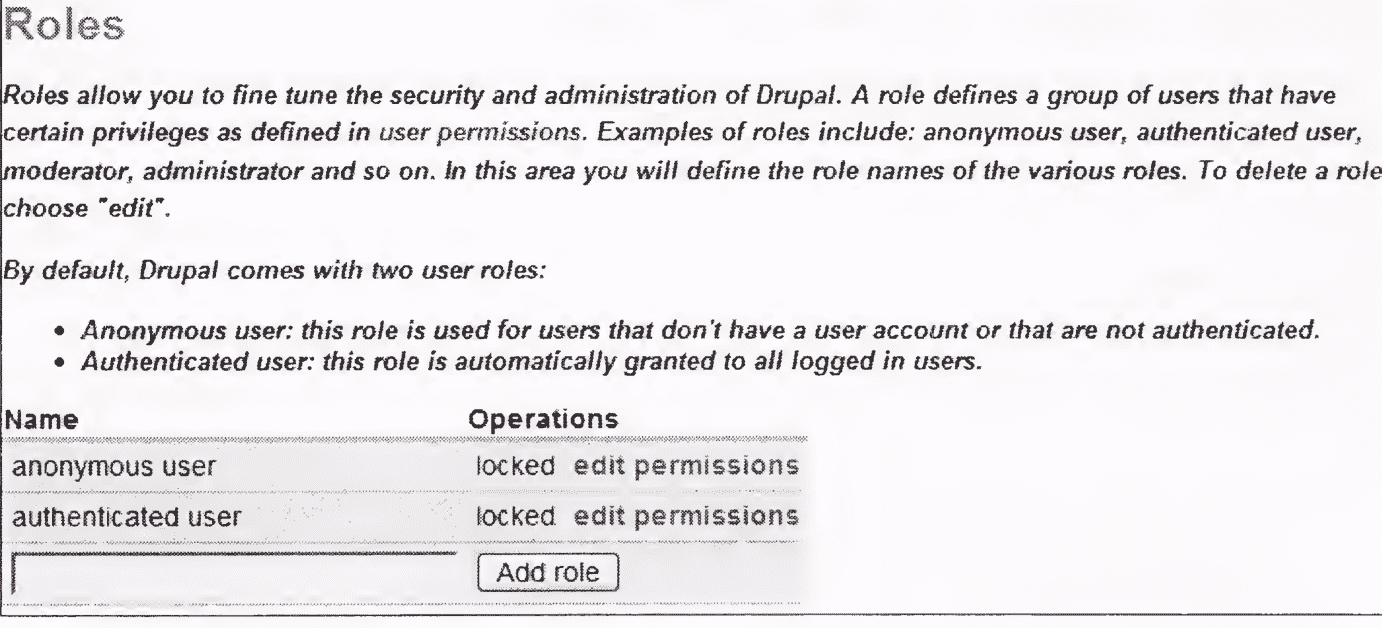 Roles
Roles allow you to fine tune the security and administration of Drupal. A role defines a group of users that have
certain privileges as defined in user permissions. Examples of roles include: anonymous user, authenticated user,
moderator, administrator and so on. In this area you will define the role names of the various roles. To delete a role
choose "edit".
By default, Drupal comes with two user roles:
• Anonymous user: this role is used for users that don't have a user account or that are not authenticated.
• Authenticated user: this role is automatically granted to all logged in users.
Name Operations
anonymous user locked edit permissions
authenticated user locked edit permissions
Add role